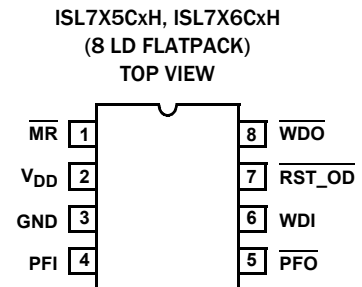 ISL7X5CxH, ISL7X6CxH
(8 LD FLATPACK)
TOP VIEW
MR 1 8 WDO
VDD 2 7 RST_OD
GND 3 6 WDI
PFI 4 5 PFO